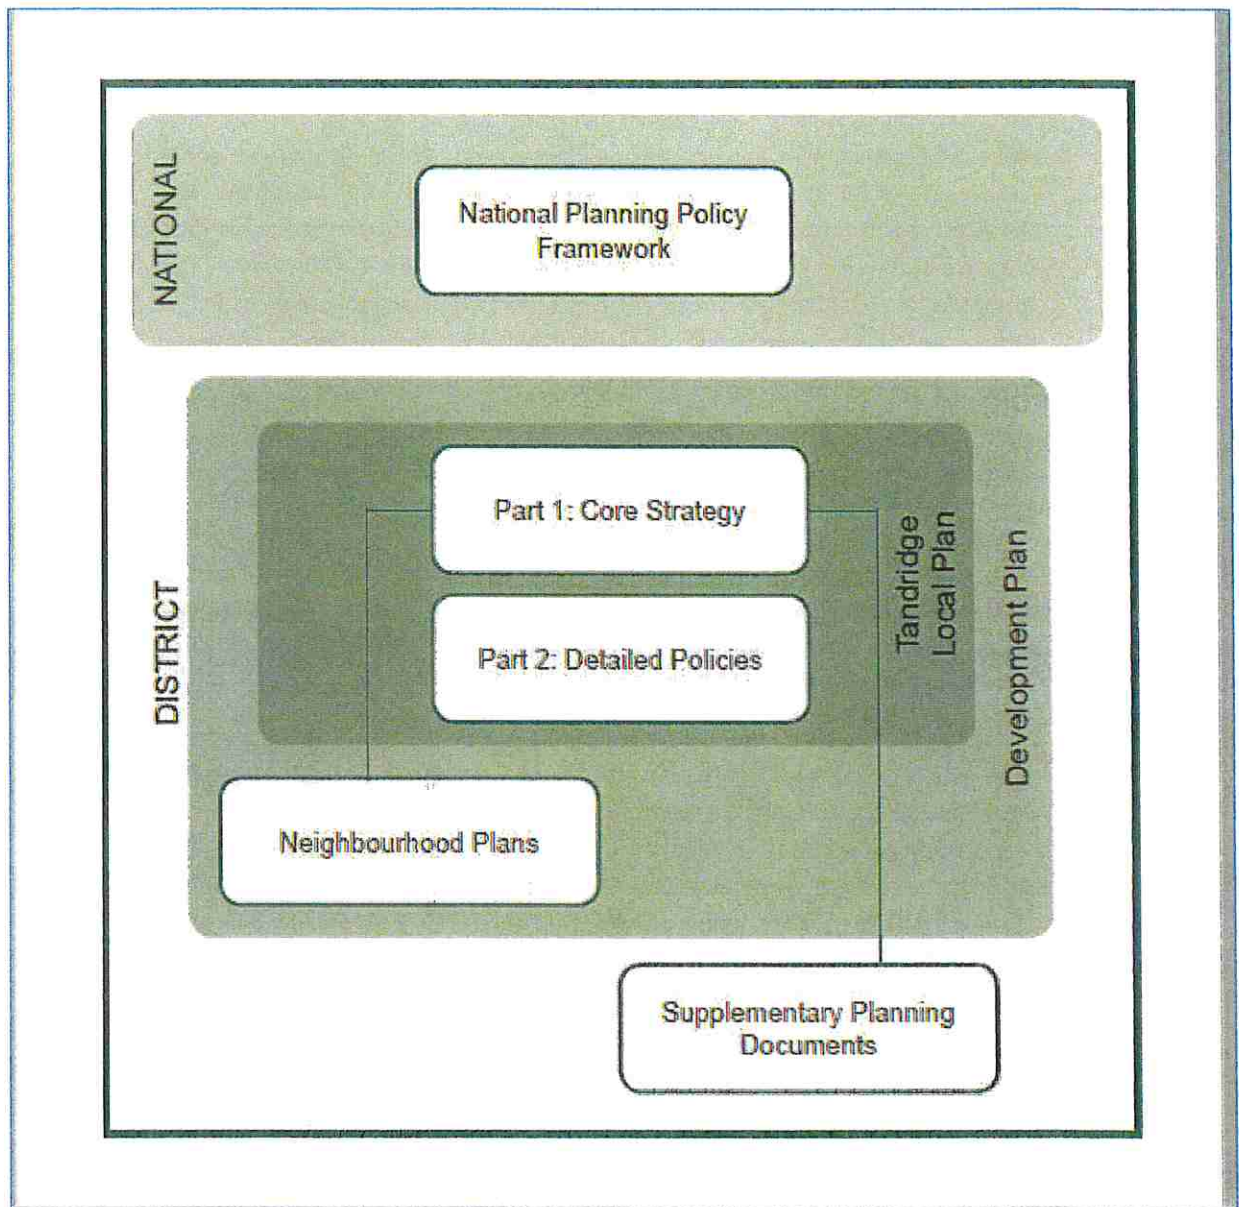 NATIONAL
National Planning Policy
Framework
DISTRICT
Part 1: Core Strategy
Part 2: Detailed Policies
Tandridge
Local Plan
Development Plan
Neighbourhood Plans
Supplementary Planning
Documents